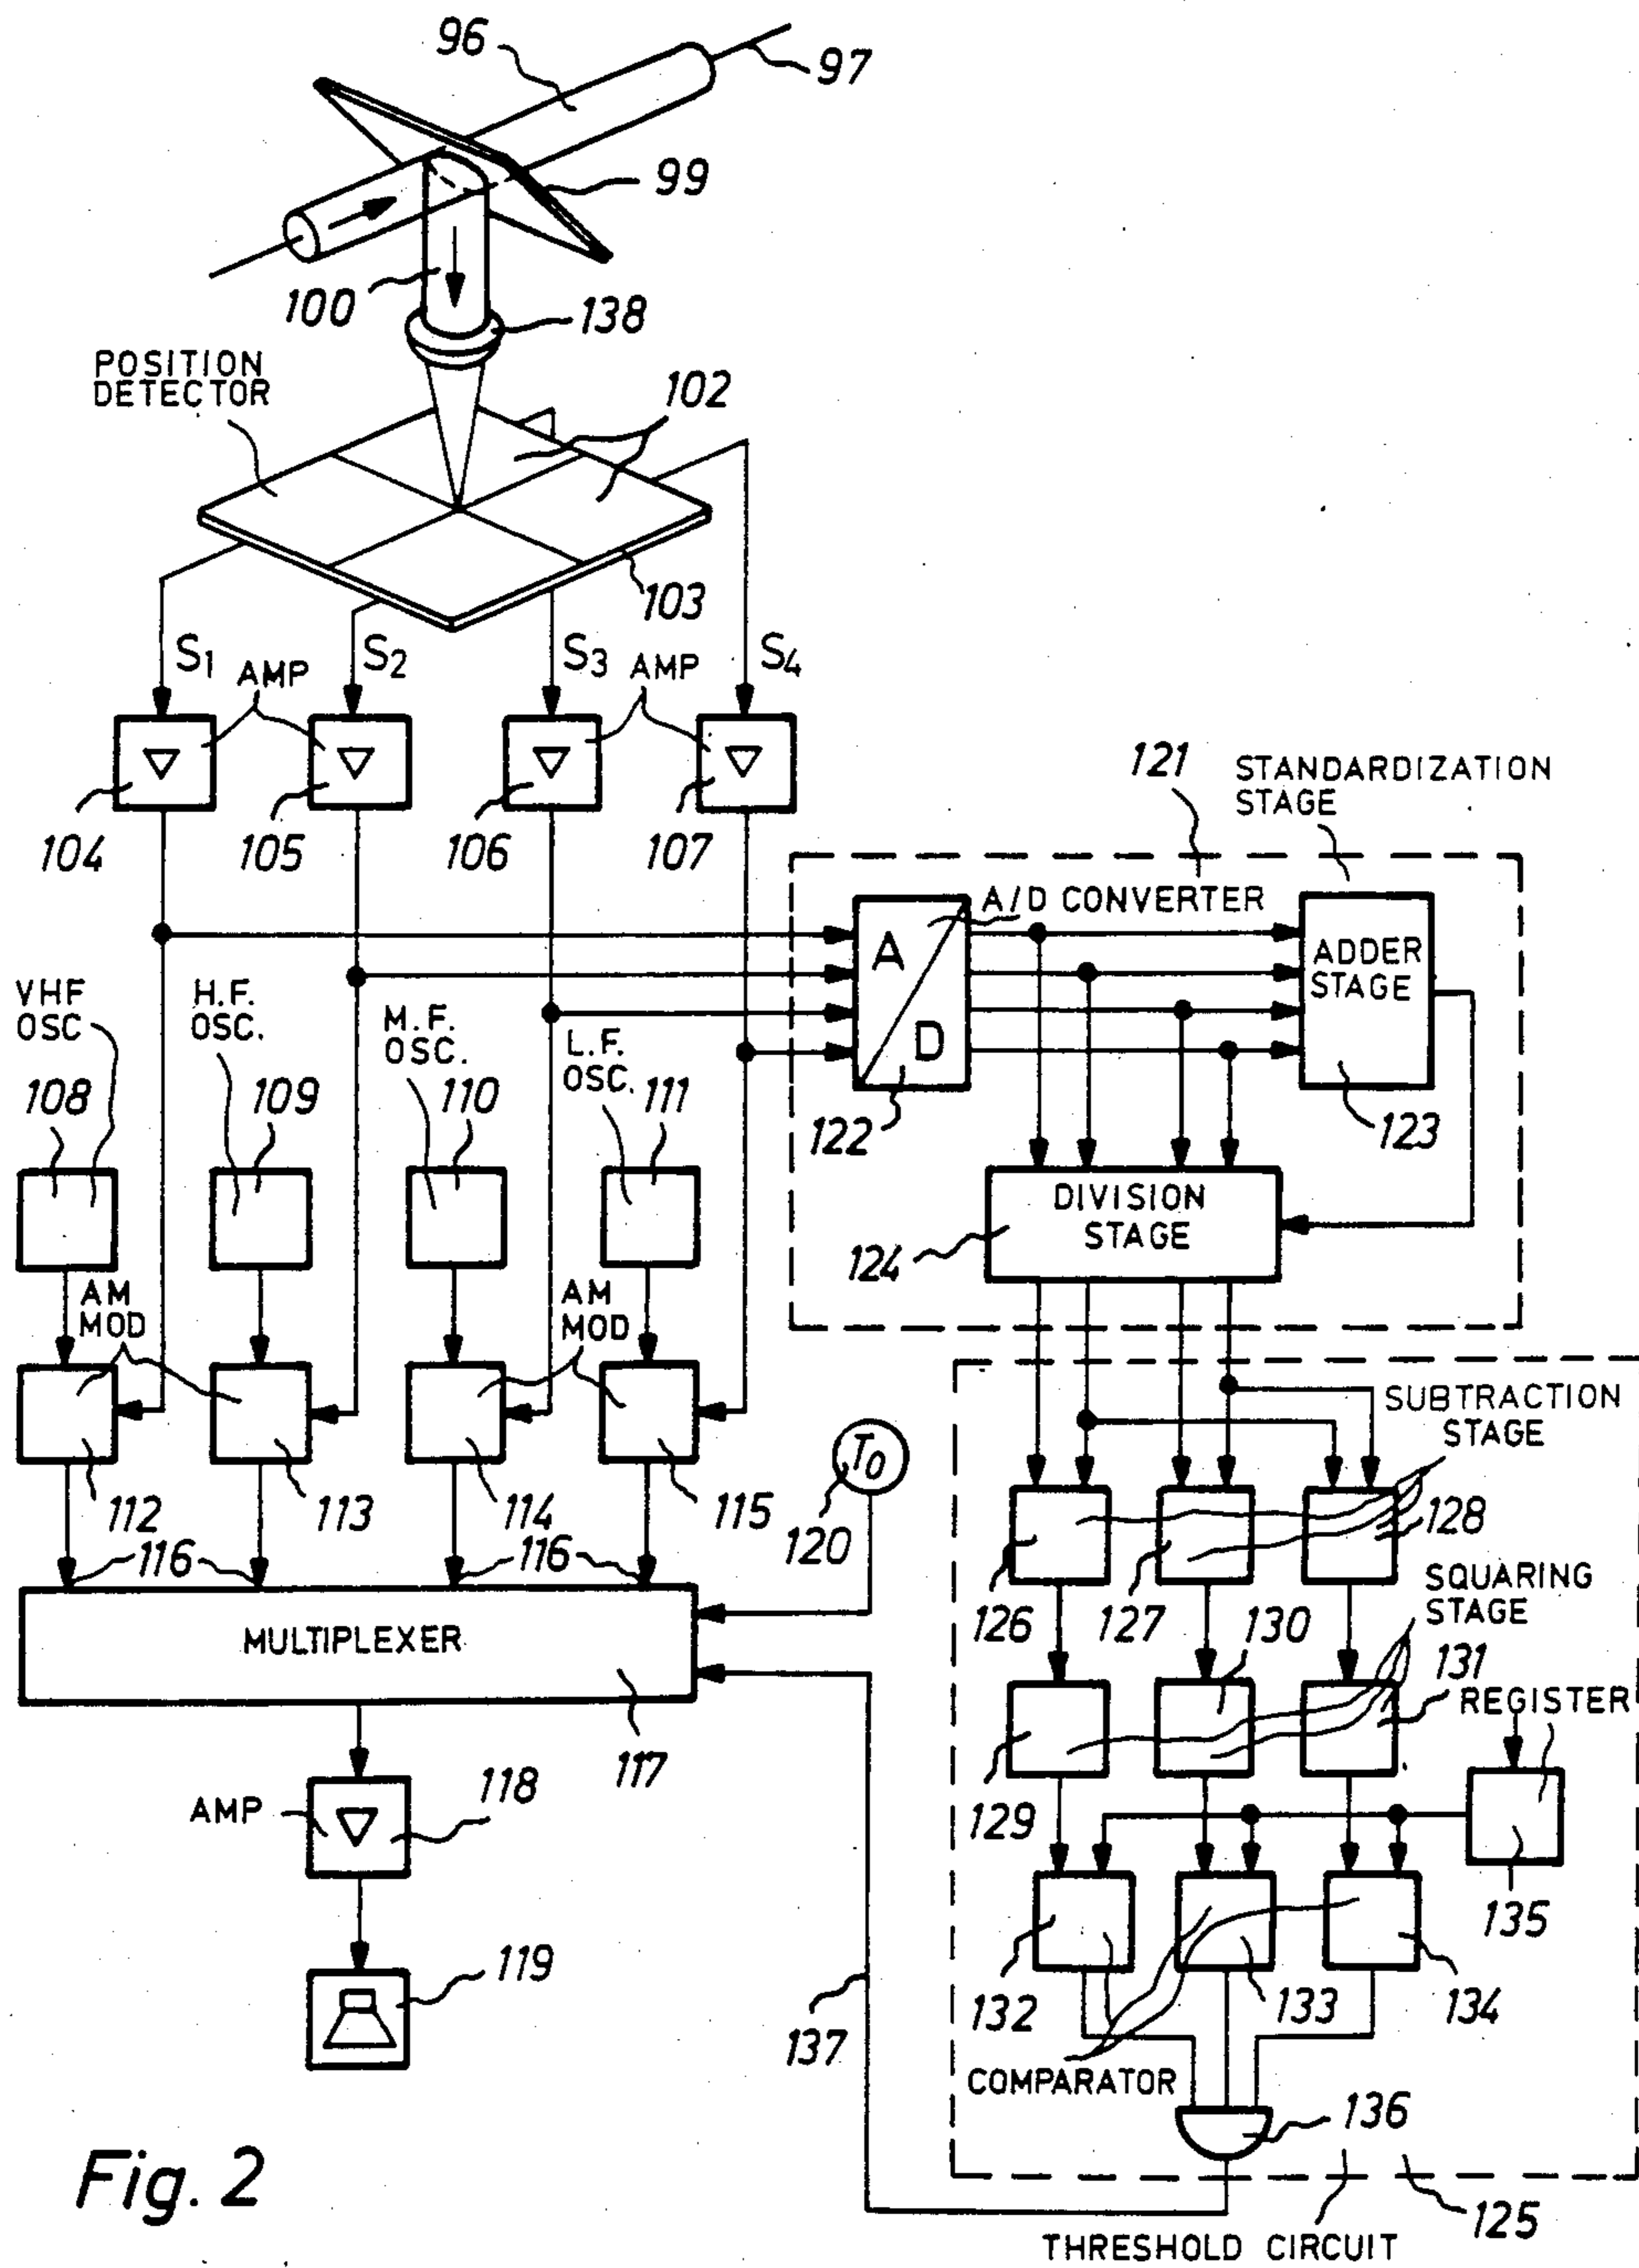 96
97
99
100
138
POSITION
DETECTOR
102
103
S1
AMP
S2
S3
AMP
S4
104
105
106
107
121
STANDARDIZATION
STAGE
A/D CONVERTER
A
D
122
ADDER
STAGE
123
VHF
OSC
H.F.
OSC.
M.F.
OSC.
L.F.
OSC.
108
109
110
111
DIVISION
STAGE
124
AM
MOD
AM
MOD
112
113
114
115
T0
120
116
116
MULTIPLEXER
117
SUBTRACTION
STAGE
126
127
128
SQUARING
STAGE
129
130
131
REGISTER
135
AMP
118
119
132
133
134
COMPARATOR
136
137
125
THRESHOLD CIRCUIT
Fig. 2